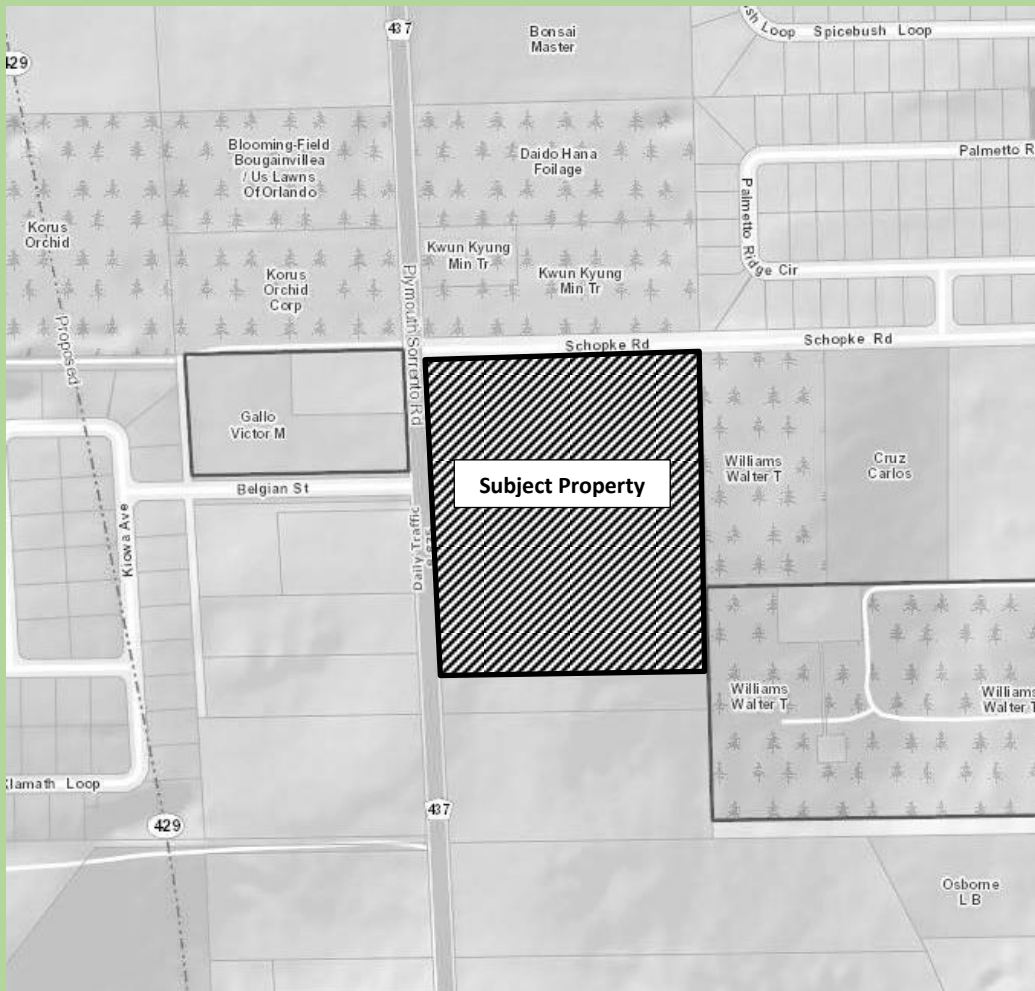 437
Bonsai
Master
sh Loop
Spicebush Loop
429
Blooming-Field
Bougainvillea
/ Us Lawns
Of Orlando
Daido Hana
Foilage
Palmetto R
Palmetto Ridge Cir
Korus
Orchid
Kwun Kyung
Min Tr
Korus
Orchid
Corp
Kwun Kyung
Min Tr
Proposed
Plymouth Sorrento Rd
Schopke Rd
Schopke Rd
Gallo
Victor M
Williams
Walter T
Cruz
Carlos
Subject Property
Belgian St
Kiowa Ave
Daily Traffic
Williams
Walter T
Williams
Walter T
Klamath Loop
437
429
Osborne
L B